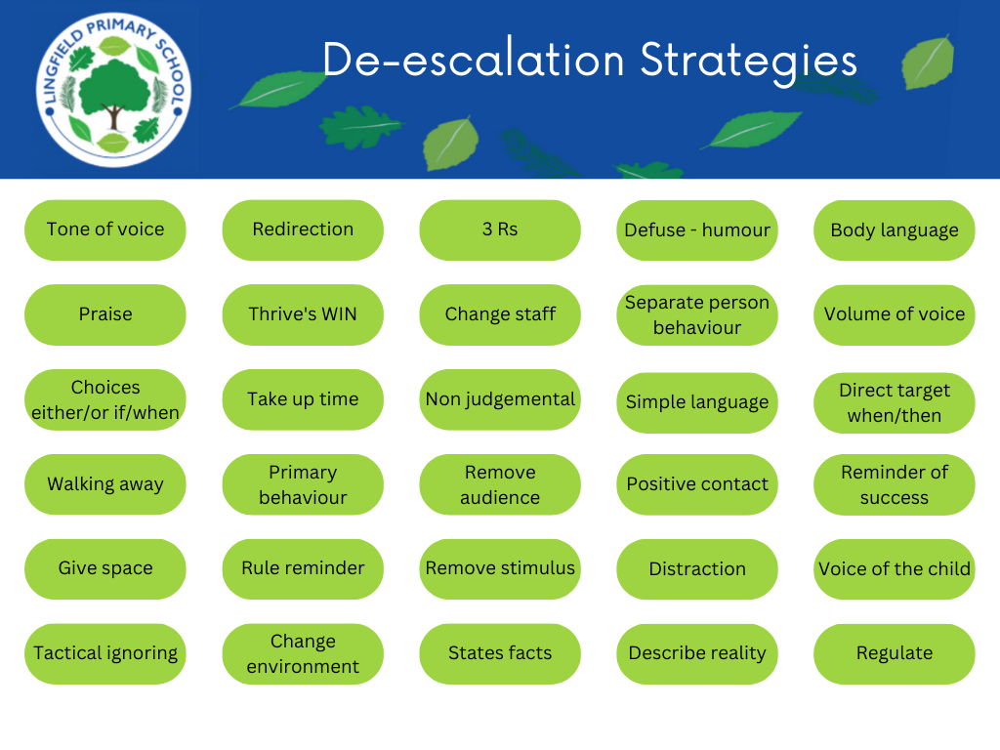 LINGFIELD PRIMARY SCHOOL
De-escalation Strategies
Tone of voice
Redirection
3 Rs
Defuse - humour
Body language
Praise
Thrive's WIN
Change staff
Separate person
behaviour
Volume of voice
Choices
either/or if/when
Take up time
Non judgemental
Simple language
Direct target
when/then
Walking away
Primary
behaviour
Remove
audience
Positive contact
Reminder of
success
Give space
Rule reminder
Remove stimulus
Distraction
Voice of the child
Tactical ignoring
Change
environment
States facts
Describe reality
Regulate